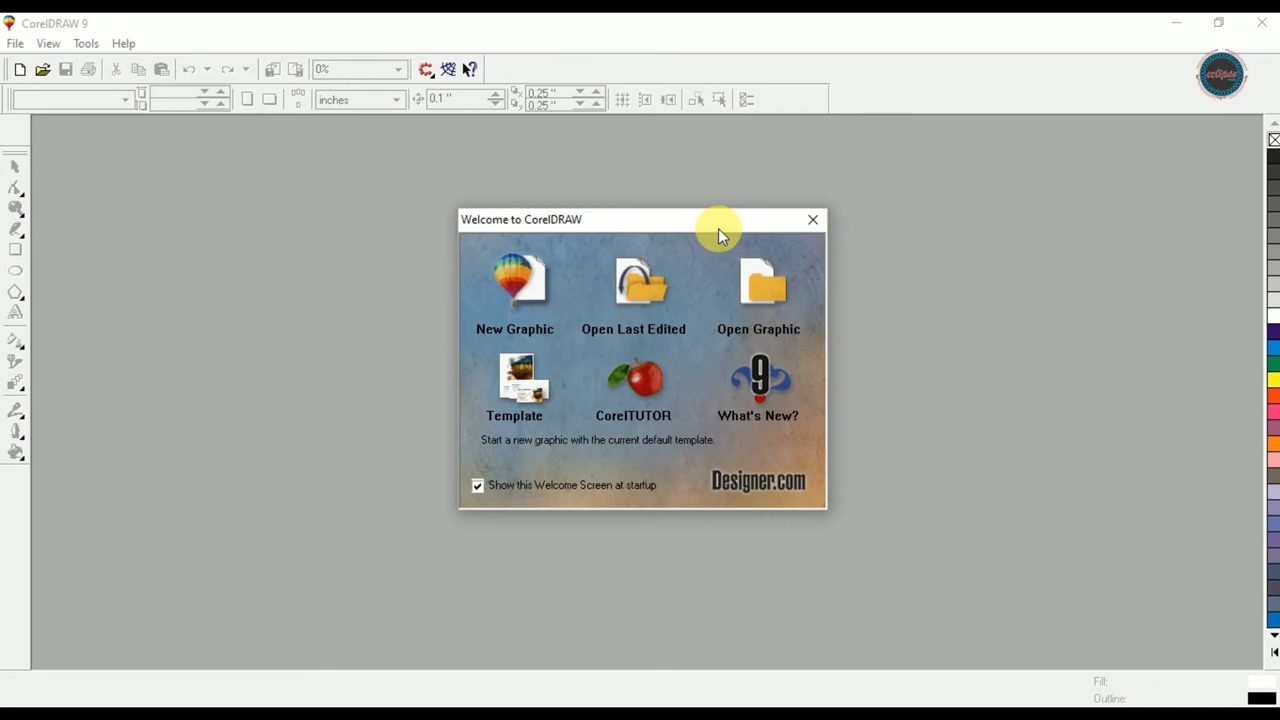 CorelDRAW 9
File View Tools Help
0%
inches 0.1 " 0.25 "
0.25 "
eclipse
Welcome to CorelDRAW
New Graphic Open Last Edited Open Graphic
9
Template CorelTUTOR What's New?
Start a new graphic with the current default template.
Show this Welcome Screen at startup
Designer.com
Fill:
Outline: